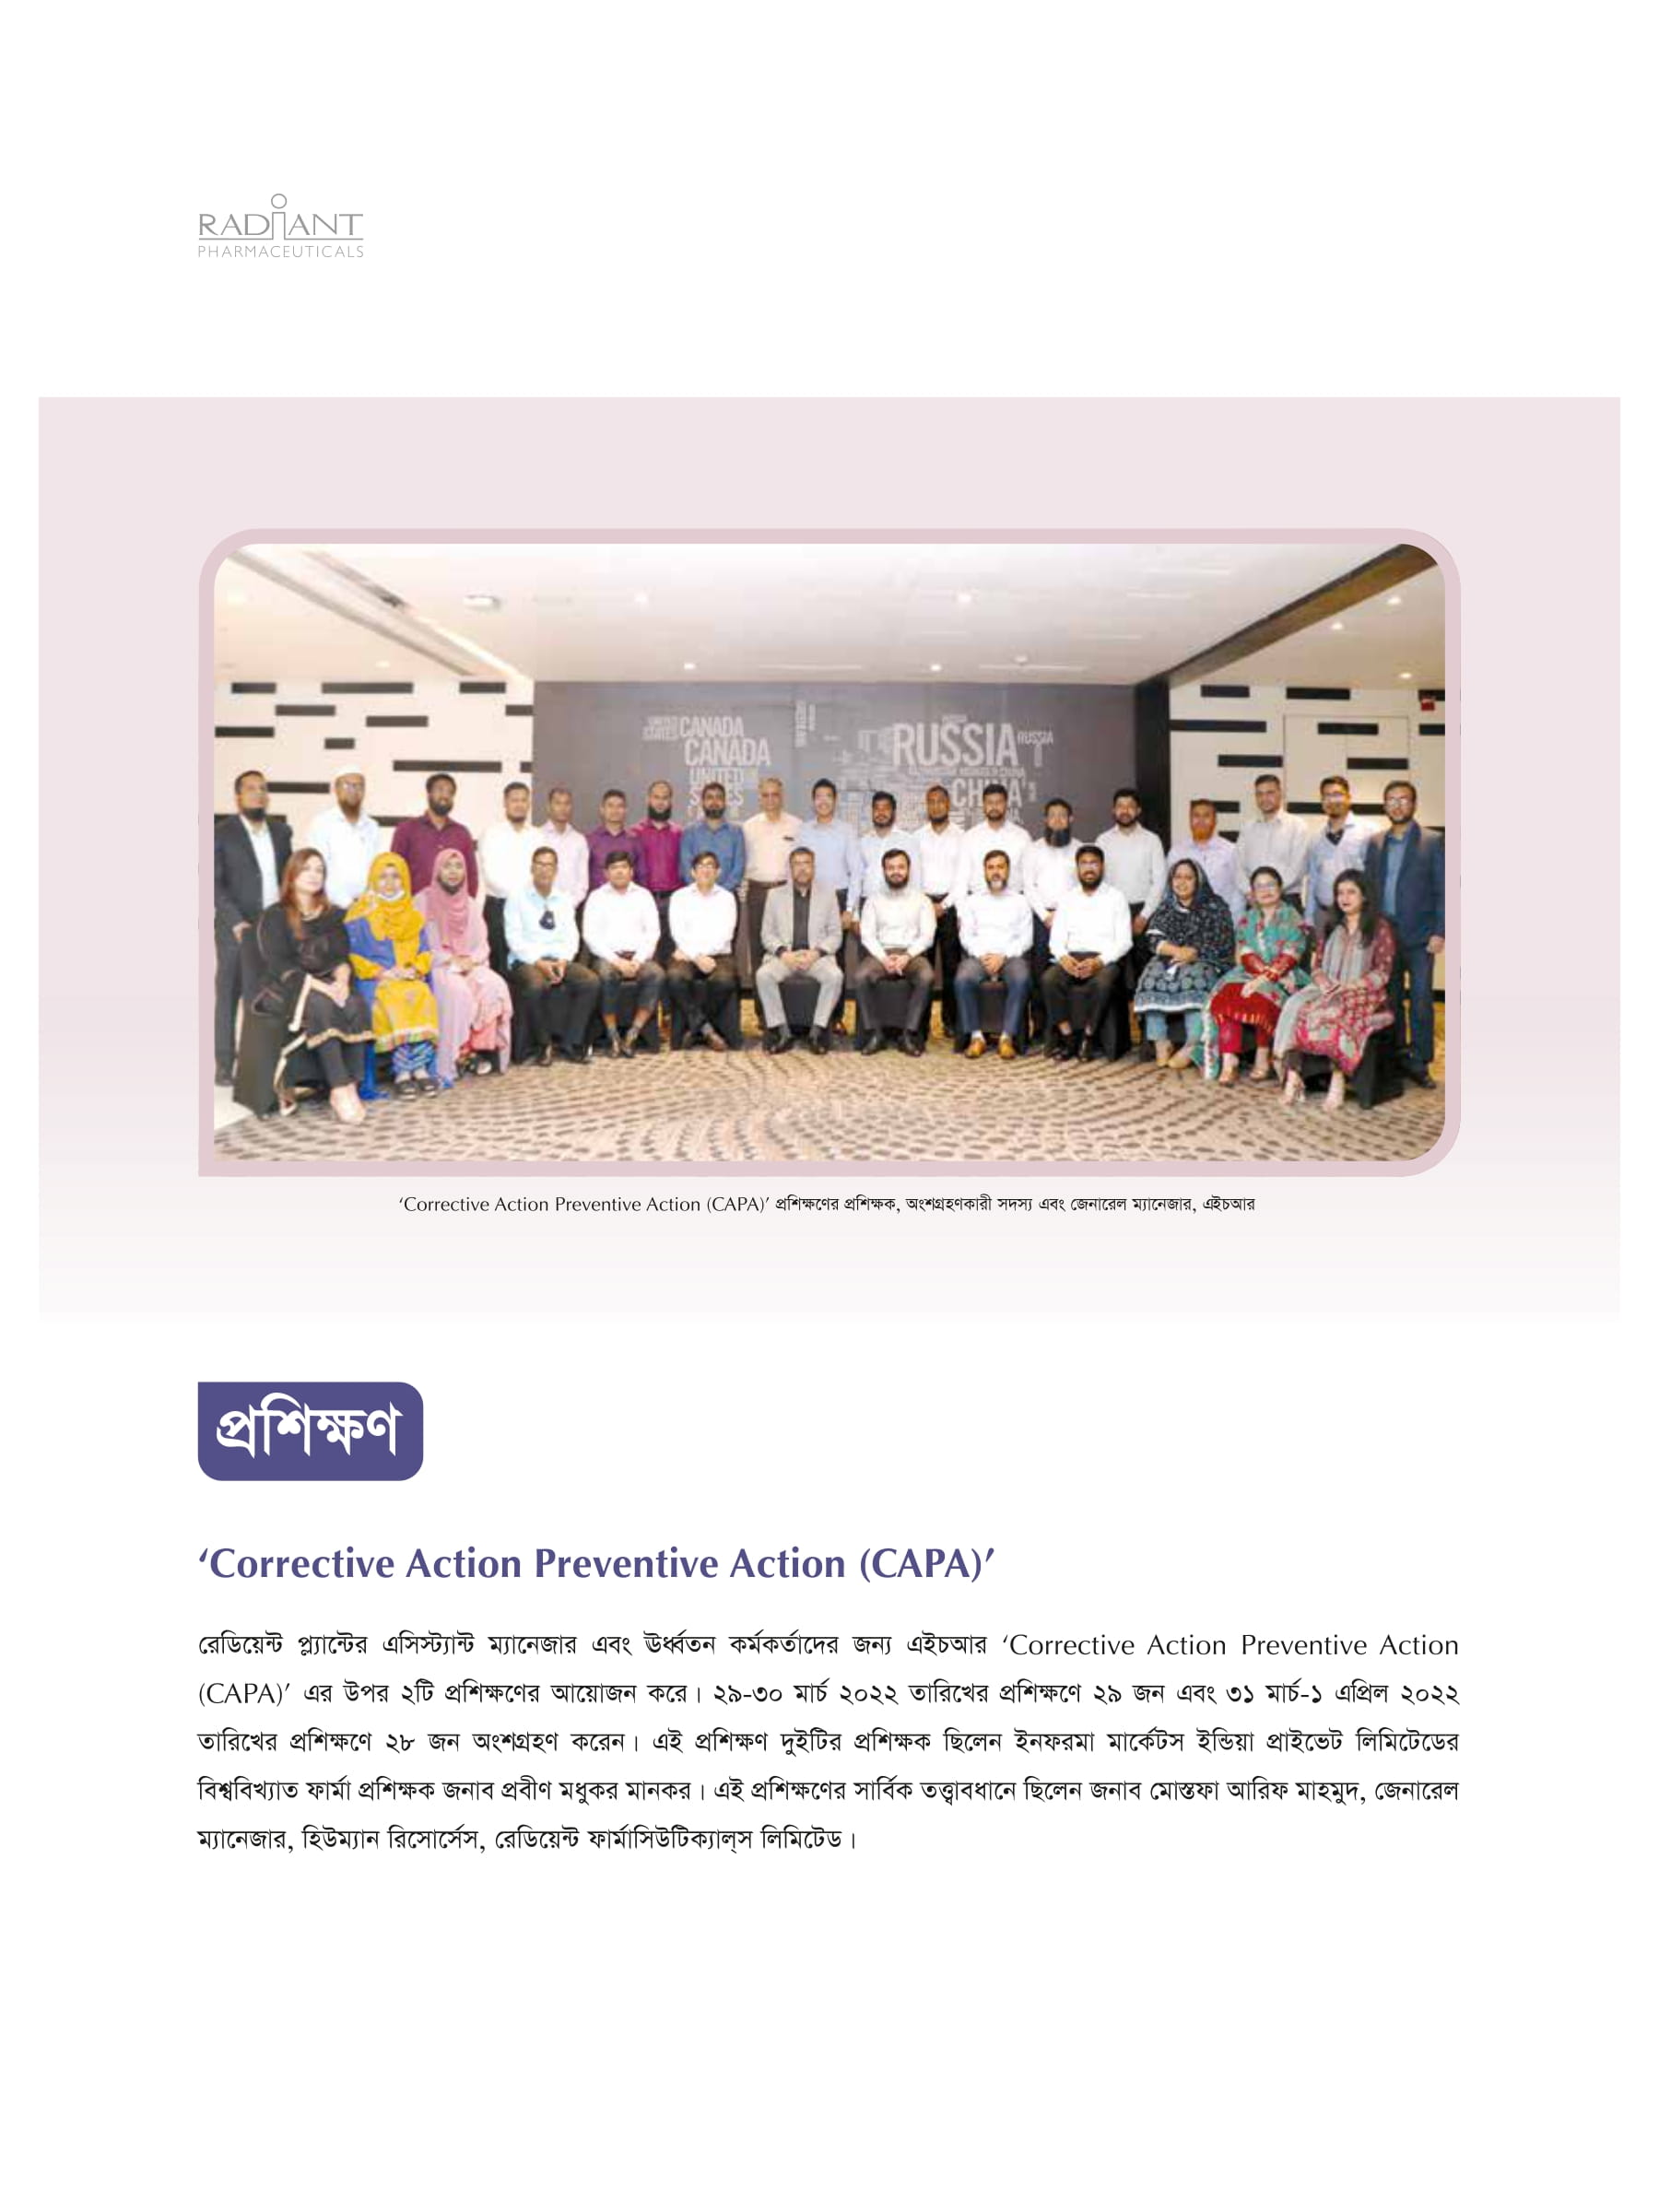 RADiANT
PHARMACEUTICALS
UNITED STATES CANADA
CANADA
UNITED
STATES
RUSSIA RUSSIA
CHINA
‘Corrective Action Preventive Action (CAPA)’ প্রশিক্ষণের প্রশিক্ষক, অংশগ্রহণকারী সদস্য এবং জেনারেল ম্যানেজার, এইচআর
প্রশিক্ষণ
‘Corrective Action Preventive Action (CAPA)’
রেডিয়েন্ট প্ল্যান্টের এসিস্ট্যান্ট ম্যানেজার এবং ঊর্ধ্বতন কর্মকর্তাদের জন্য এইচআর ‘Corrective Action Preventive Action
(CAPA)’ এর উপর ২টি প্রশিক্ষণের আয়োজন করে। ২৯-৩০ মার্চ ২০২২ তারিখের প্রশিক্ষণে ২৯ জন এবং ৩১ মার্চ-১ এপ্রিল ২০২২
তারিখের প্রশিক্ষণে ২৮ জন অংশগ্রহণ করেন। এই প্রশিক্ষণ দুইটির প্রশিক্ষক ছিলেন ইনফরমা মার্কেটস ইন্ডিয়া প্রাইভেট লিমিটেডের
বিশ্ববিখ্যাত ফার্মা প্রশিক্ষক জনাব প্রবীণ মধুকর মানকর। এই প্রশিক্ষণের সার্বিক তত্ত্বাবধানে ছিলেন জনাব মোস্তফা আরিফ মাহমুদ, জেনারেল
ম্যানেজার, হিউম্যান রিসোর্সেস, রেডিয়েন্ট ফার্মাসিউটিক্যাল্‌স লিমিটেড।